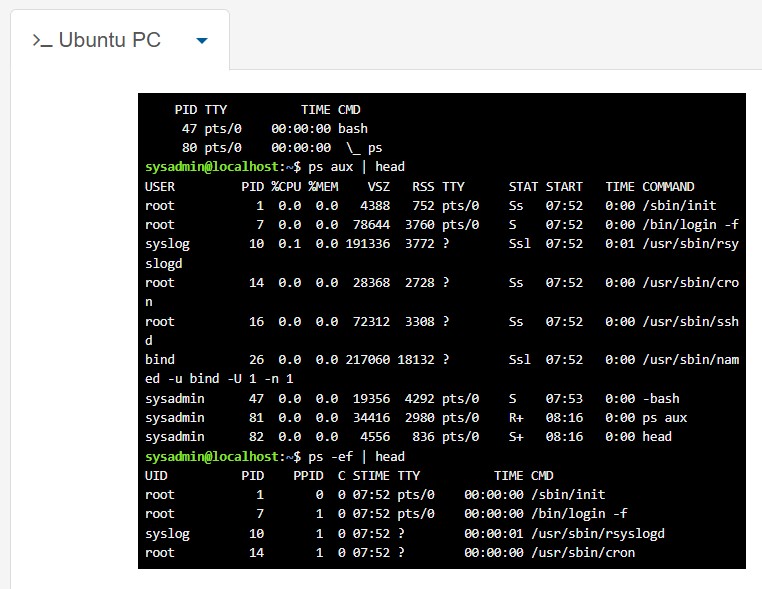 >_ Ubuntu PC
    PID TTY          TIME CMD
     47 pts/0    00:00:00 bash
     80 pts/0    00:00:00  \_ ps
sysadmin@localhost:~$ ps aux | head
USER         PID %CPU %MEM    VSZ   RSS TTY      STAT START   TIME COMMAND
root           1  0.0  0.0   4388   752 pts/0    Ss   07:52   0:00 /sbin/init
root           7  0.0  0.0  78644  3760 pts/0    S    07:52   0:00 /bin/login -f
syslog        10  0.1  0.0 191336  3772 ?        Ssl  07:52   0:01 /usr/sbin/rsy
slogd
root          14  0.0  0.0  28368  2728 ?        Ss   07:52   0:00 /usr/sbin/cro
n
root          16  0.0  0.0  72312  3308 ?        Ss   07:52   0:00 /usr/sbin/ssh
d
bind          26  0.0  0.0 217060 18132 ?        Ssl  07:52   0:00 /usr/sbin/nam
ed -u bind -U 1 -n 1
sysadmin      47  0.0  0.0  19356  4292 pts/0    S    07:53   0:00 -bash
sysadmin      81  0.0  0.0  34416  2980 pts/0    R+   08:16   0:00 ps aux
sysadmin      82  0.0  0.0   4556   836 pts/0    S+   08:16   0:00 head
sysadmin@localhost:~$ ps -ef | head
UID          PID    PPID  C STIME TTY          TIME CMD
root           1       0  0 07:52 pts/0    00:00:00 /sbin/init
root           7       1  0 07:52 pts/0    00:00:00 /bin/login -f
syslog        10       1  0 07:52 ?        00:00:01 /usr/sbin/rsyslogd
root          14       1  0 07:52 ?        00:00:00 /usr/sbin/cron